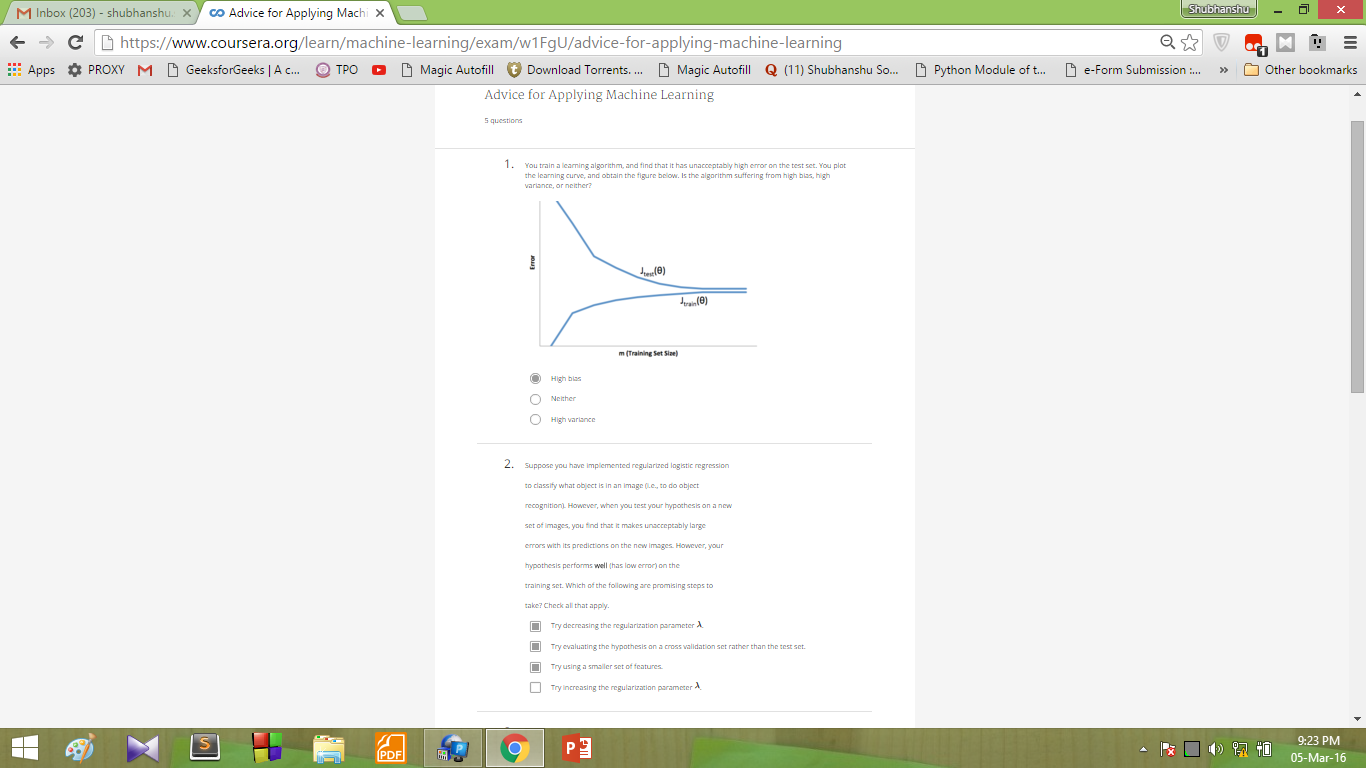 Inbox (203) - shubhanshu.
Advice for Applying Machi
Shubhanshu
https://www.coursera.org/learn/machine-learning/exam/w1FgU/advice-for-applying-machine-learning
1
Apps
PROXY
GeeksforGeeks | A c...
TPO
Magic Autofill
Download Torrents. ...
Magic Autofill
(11) Shubhanshu So...
Python Module of t...
e-Form Submission :...
»
Other bookmarks
Advice for Applying Machine Learning
5 questions
1. You train a learning algorithm, and find that it has unacceptably high error on the test set. You plot
the learning curve, and obtain the figure below. Is the algorithm suffering from high bias, high
variance, or neither?
Error
Jtest(θ)
Jtrain(θ)
m (Training Set Size)
High bias
Neither
High variance
2. Suppose you have implemented regularized logistic regression
to classify what object is in an image (i.e., to do object
recognition). However, when you test your hypothesis on a new
set of images, you find that it makes unacceptably large
errors with its predictions on the new images. However, your
hypothesis performs well (has low error) on the
training set. Which of the following are promising steps to
take? Check all that apply.
Try decreasing the regularization parameter λ.
Try evaluating the hypothesis on a cross validation set rather than the test set.
Try using a smaller set of features.
Try increasing the regularization parameter λ.
PDF
9:23 PM
05-Mar-16